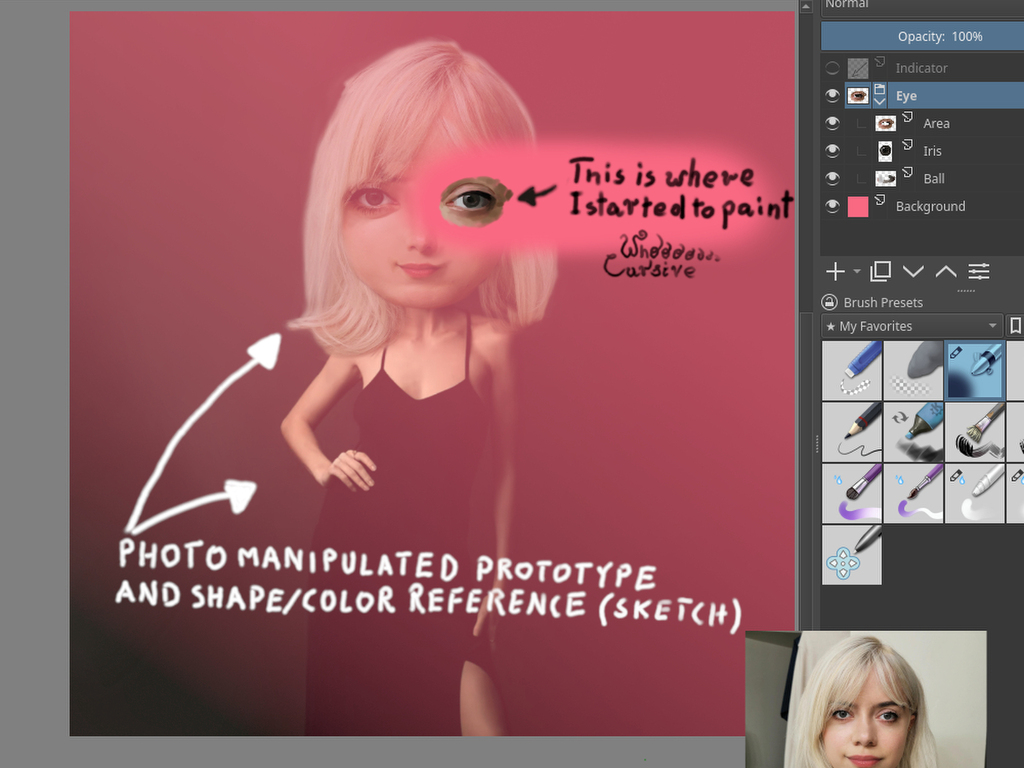 Normal
Opacity: 100%
Indicator
Eye
Area
Iris
Ball
Background
Brush Presets
★ My Favorites
This is where
I started to paint
Cursive
PHOTO MANIPULATED PROTOTYPE
AND SHAPE/COLOR REFERENCE (SKETCH)